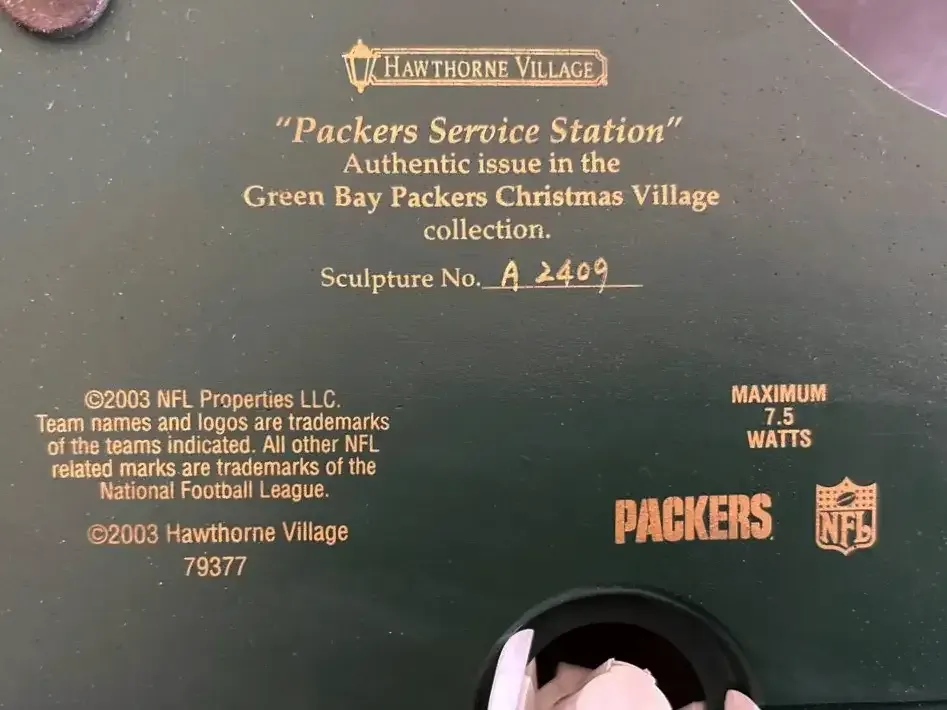 HAWTHORNE VILLAGE
"Packers Service Station"
Authentic issue in the
Green Bay Packers Christmas Village
collection.
Sculpture No. A 2409
©2003 NFL Properties LLC.
Team names and logos are trademarks
of the teams indicated. All other NFL
related marks are trademarks of the
National Football League.
©2003 Hawthorne Village
79377
MAXIMUM
7.5
WATTS
PACKERS
NFL